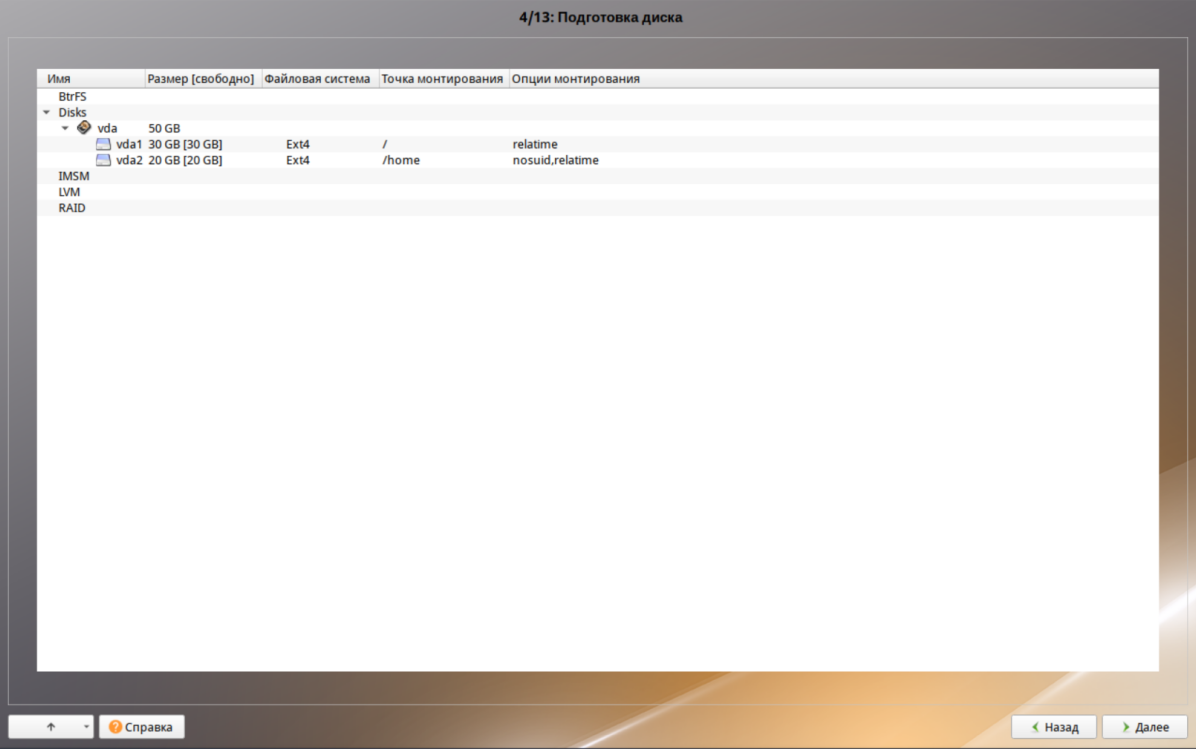 4/13: Подготовка диска
Имя Размер [свободно] Файловая система Точка монтирования Опции монтирования
BtrFS
Disks
vda 50 GB
vda1 30 GB [30 GB] Ext4 / relatime
vda2 20 GB [20 GB] Ext4 /home nosuid,relatime
IMSM
LVM
RAID
Справка Назад Далее